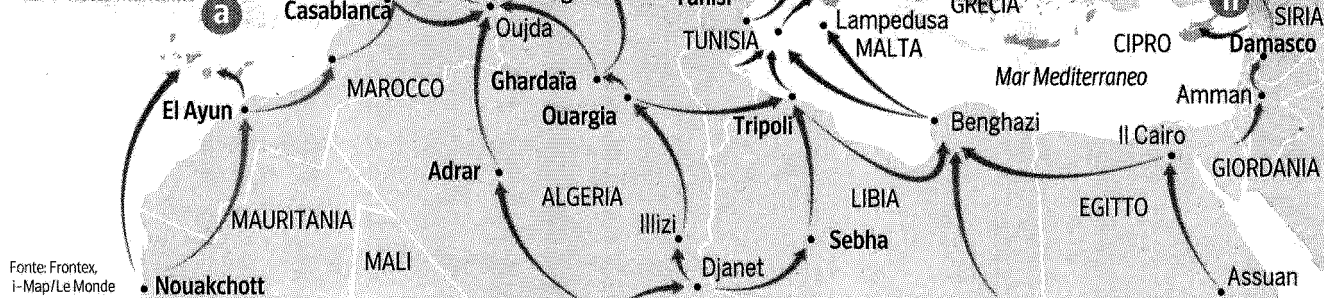 a
Casablanca
Oujda
Tunisi
TUNISIA
Lampedusa
MALTA
GRECIA
CIPRO
SIRIA
Damasco
Mar Mediterraneo
MAROCCO
Ghardaïa
Ouargia
El Ayun
Tripoli
Benghazi
Amman
Il Cairo
GIORDANIA
Adrar
ALGERIA
LIBIA
EGITTO
MAURITANIA
Illizi
Sebha
MALI
Djanet
Fonte: Frontex,
i-Map/Le Monde
Nouakchott
Assuan